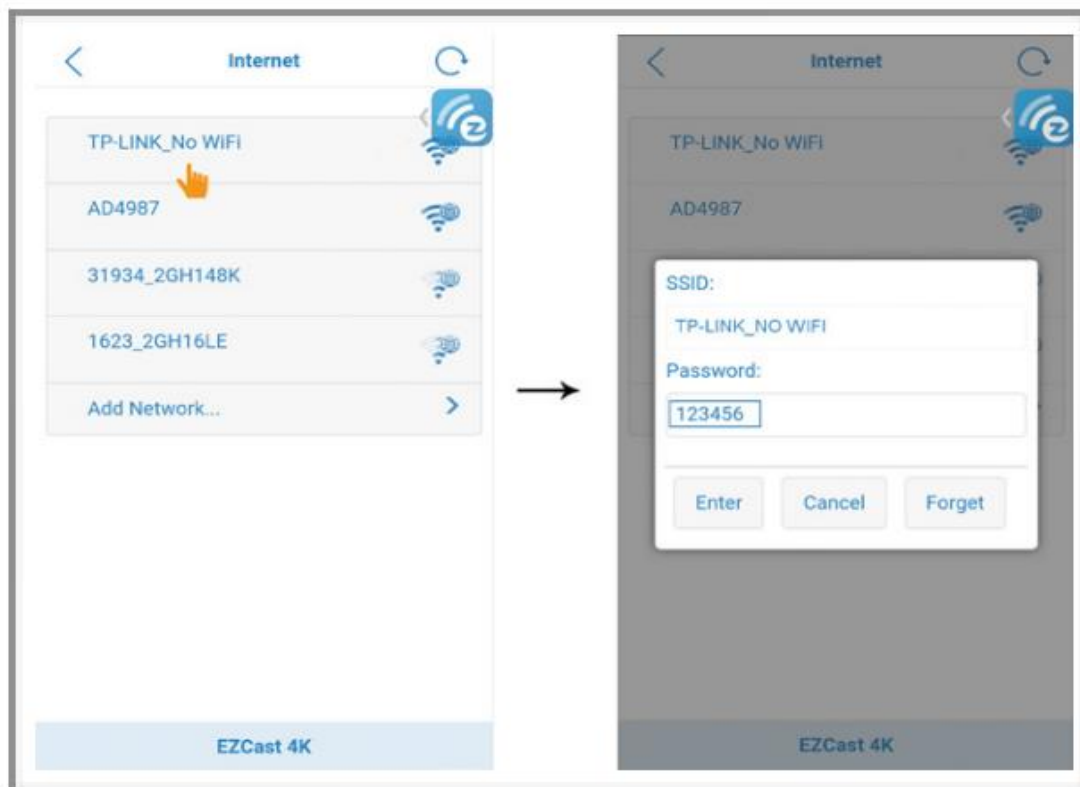 Internet
TP-LINK_No WiFi
AD4987
31934_2GH148K
1623_2GH16LE
Add Network...
EZCast 4K
Internet
TP-LINK_No WiFi
AD4987
SSID:
TP-LINK_NO WIFI
Password:
123456
Enter Cancel Forget
EZCast 4K